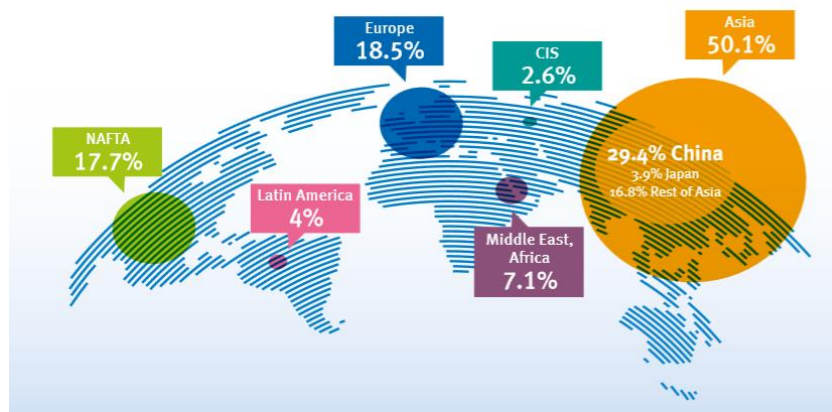 Europe
18.5%
CIS
2.6%
Asia
50.1%
NAFTA
17.7%
29.4% China
3.9% Japan
16.8% Rest of Asia
Latin America
4%
Middle East,
Africa
7.1%